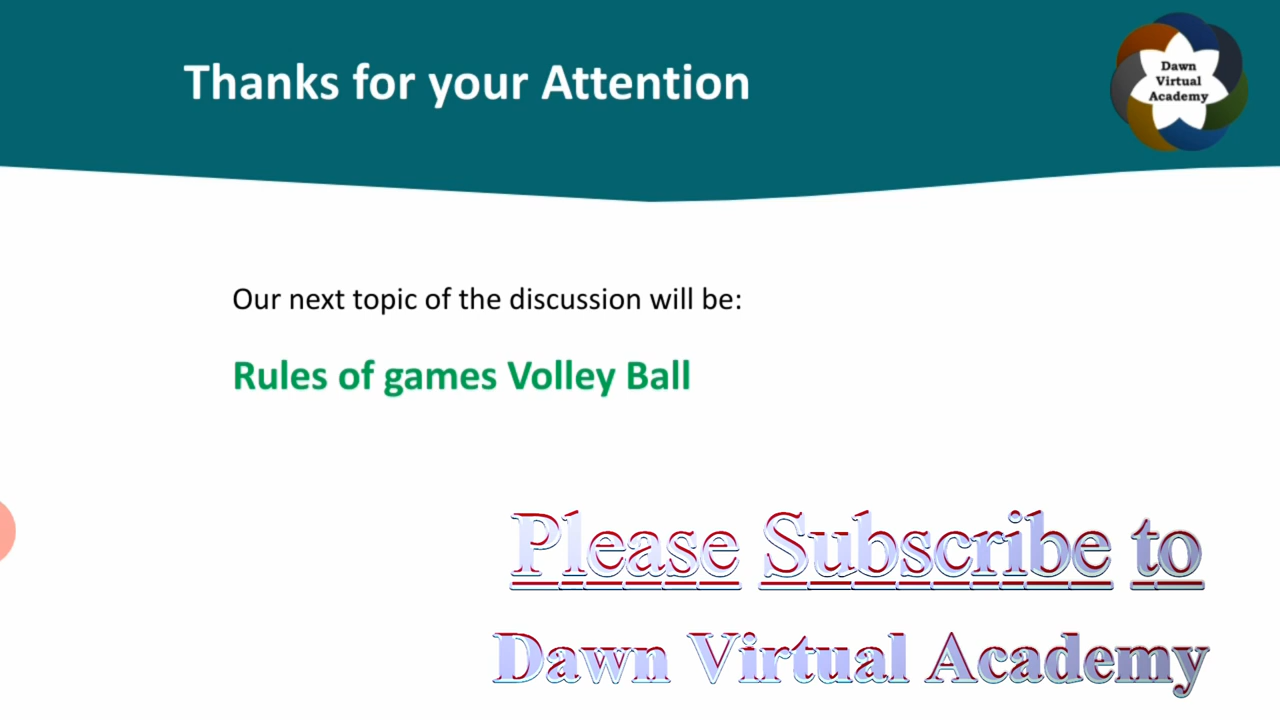 Thanks for your Attention
Dawn
Virtual
Academy
Our next topic of the discussion will be:
Rules of games Volley Ball
Please Subscribe to
Dawn Virtual Academy